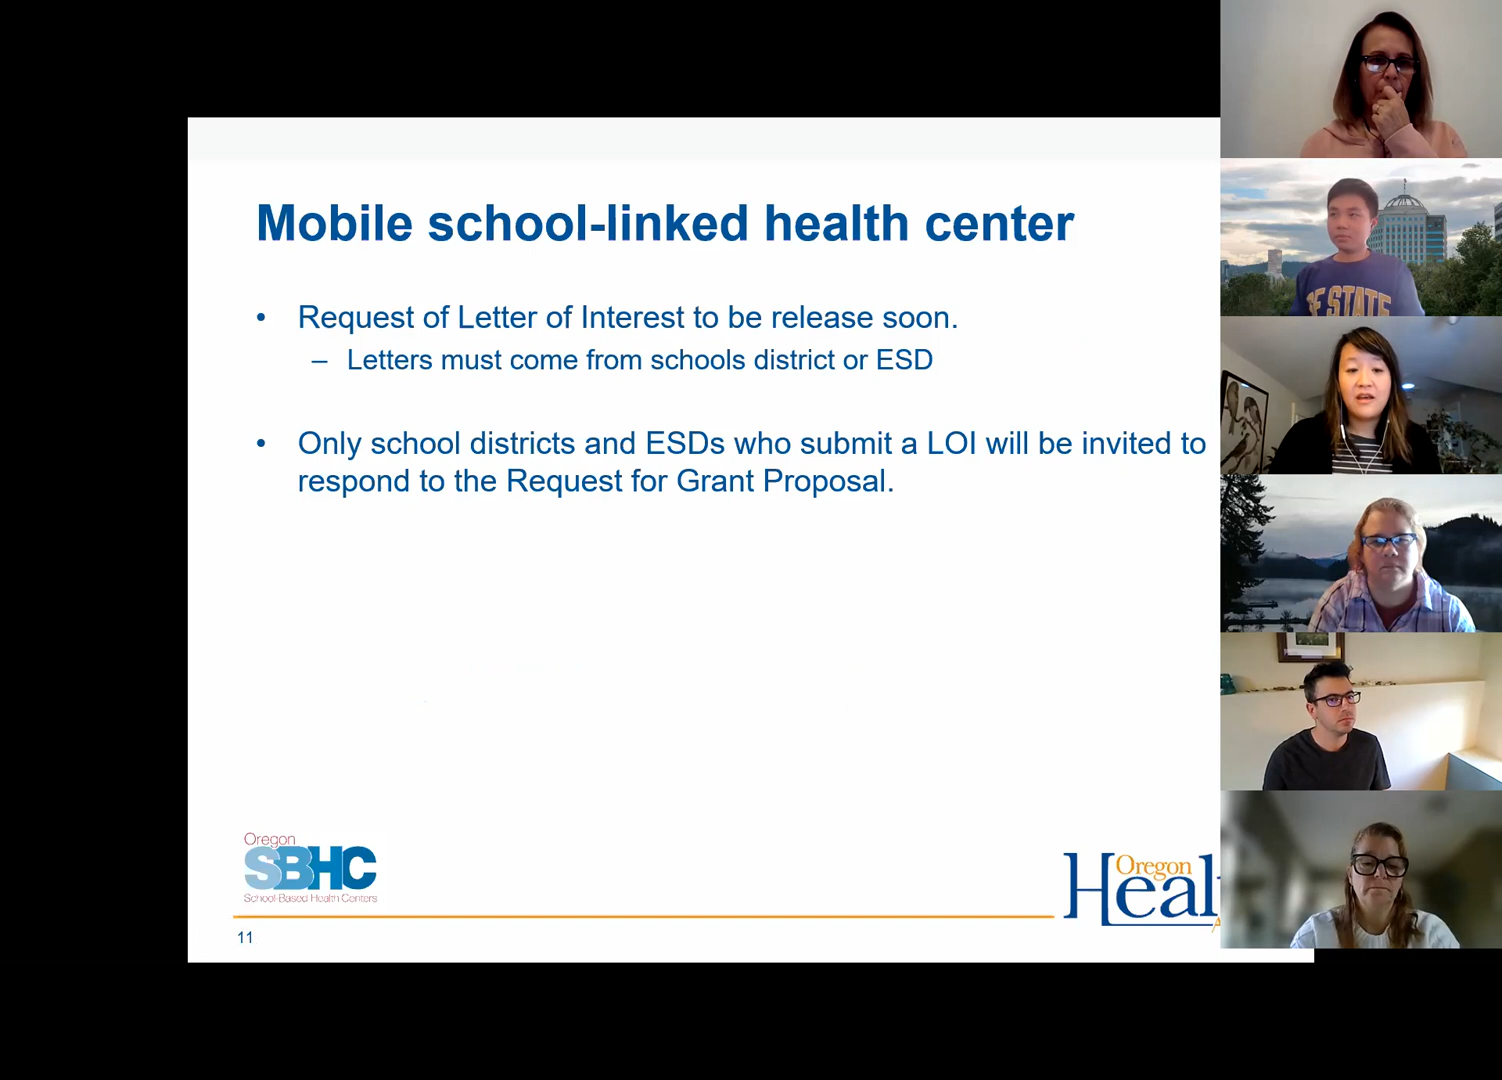 Mobile school-linked health center
• Request of Letter of Interest to be release soon.
– Letters must come from schools district or ESD
• Only school districts and ESDs who submit a LOI will be invited to
respond to the Request for Grant Proposal.
Oregon
SBHC
School-Based Health Centers
11
Oregon
Heal
STATE